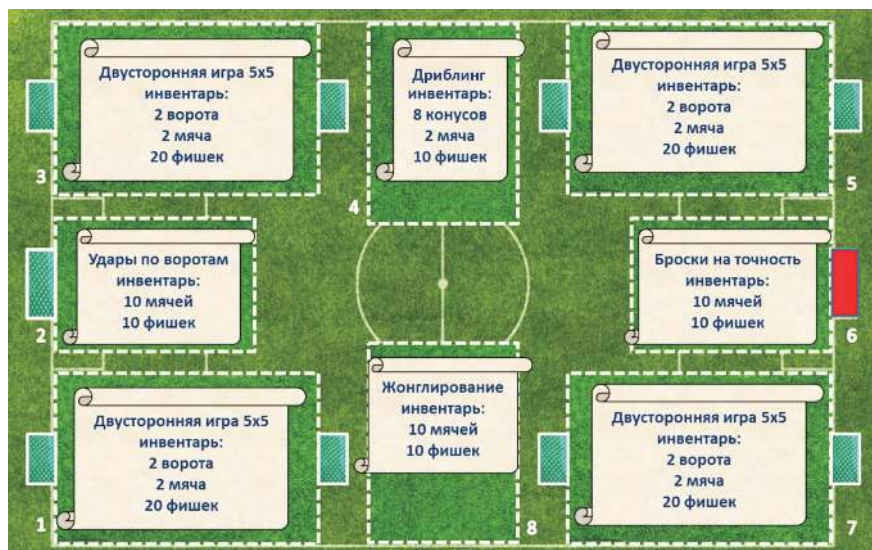 Двусторонняя игра 5х5
инвентарь:
2 ворота
2 мяча
20 фишек
3
Дриблинг
инвентарь:
8 конусов
2 мяча
10 фишек
4
Двусторонняя игра 5х5
инвентарь:
2 ворота
2 мяча
20 фишек
5
Удары по воротам
инвентарь:
10 мячей
10 фишек
2
Броски на точность
инвентарь:
10 мячей
10 фишек
6
Двусторонняя игра 5х5
инвентарь:
2 ворота
2 мяча
20 фишек
1
Жонглирование
инвентарь:
10 мячей
10 фишек
8
Двусторонняя игра 5х5
инвентарь:
2 ворота
2 мяча
20 фишек
7